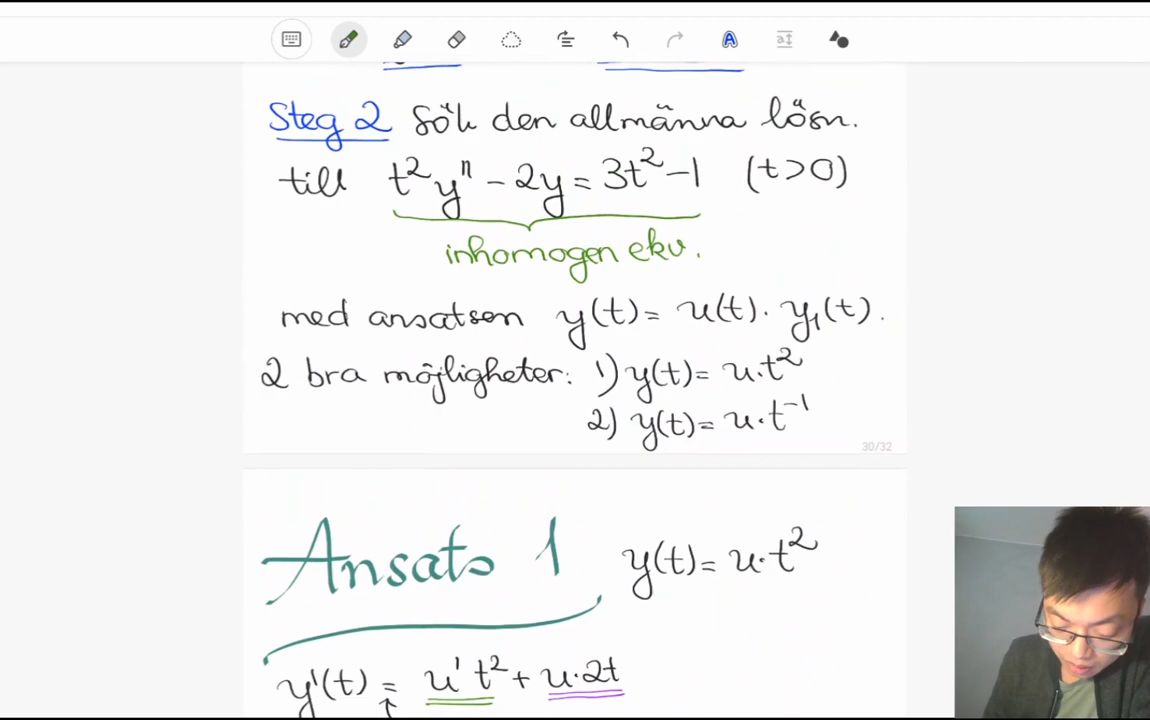 Steg 2 Sök den allmänna lösn.
till t²y'' - 2y = 3t² - 1 (t>0)
inhomogen ekv.
med ansatsen y(t) = u(t) · y₁(t).
2 bra möjligheter: 1) y(t) = u·t²
2) y(t) = u·t⁻¹
30/32
Ansats 1 y(t) = u·t²
y'(t) = u' t² + u·2t